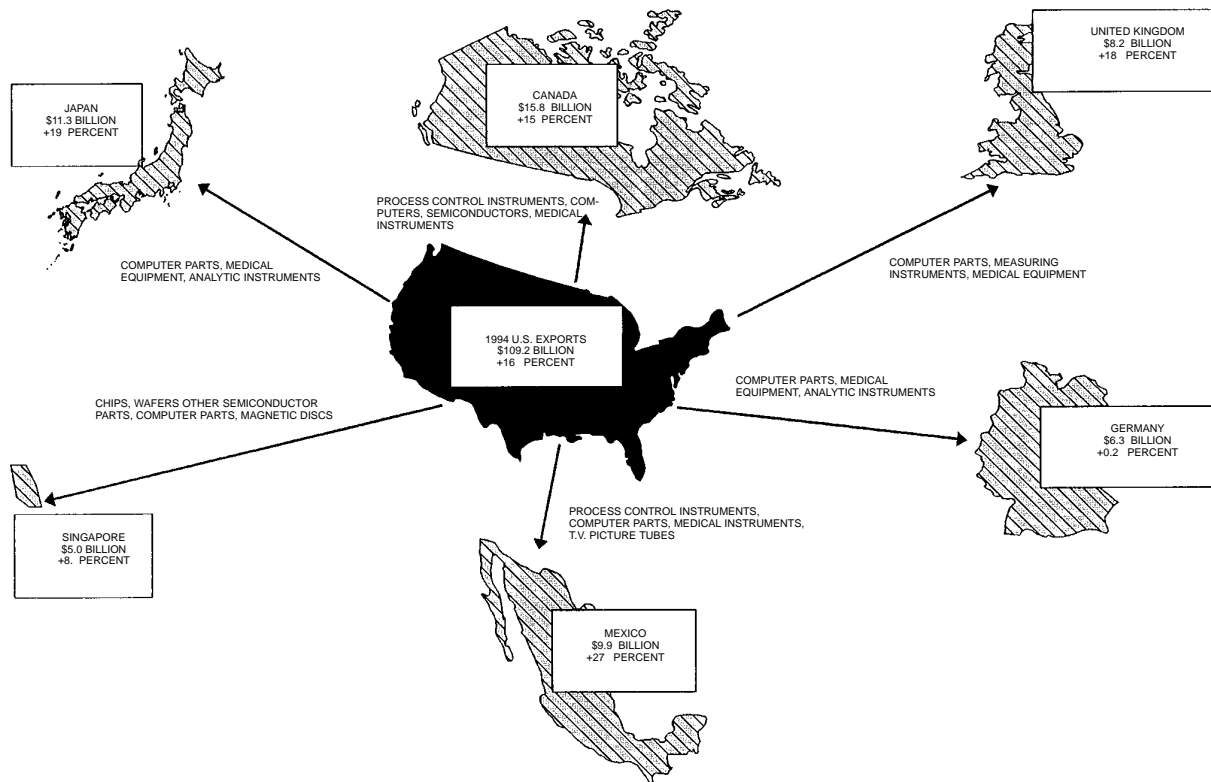 UNITED KINGDOM
$8.2 BILLION
+18 PERCENT
JAPAN
$11.3 BILLION
+19 PERCENT
CANADA
$15.8 BILLION
+15 PERCENT
PROCESS CONTROL INSTRUMENTS, COM-
PUTERS, SEMICONDUCTORS, MEDICAL
INSTRUMENTS
COMPUTER PARTS, MEDICAL
EQUIPMENT, ANALYTIC INSTRUMENTS
COMPUTER PARTS, MEASURING
INSTRUMENTS, MEDICAL EQUIPMENT
1994 U.S. EXPORTS
$109.2 BILLION
+16 PERCENT
COMPUTER PARTS, MEDICAL
EQUIPMENT, ANALYTIC INSTRUMENTS
CHIPS, WAFERS OTHER SEMICONDUCTOR
PARTS, COMPUTER PARTS, MAGNETIC DISCS
GERMANY
$6.3 BILLION
+0.2 PERCENT
SINGAPORE
$5.0 BILLION
+8. PERCENT
PROCESS CONTROL INSTRUMENTS,
COMPUTER PARTS, MEDICAL INSTRUMENTS,
T.V. PICTURE TUBES
MEXICO
$9.9 BILLION
+27 PERCENT